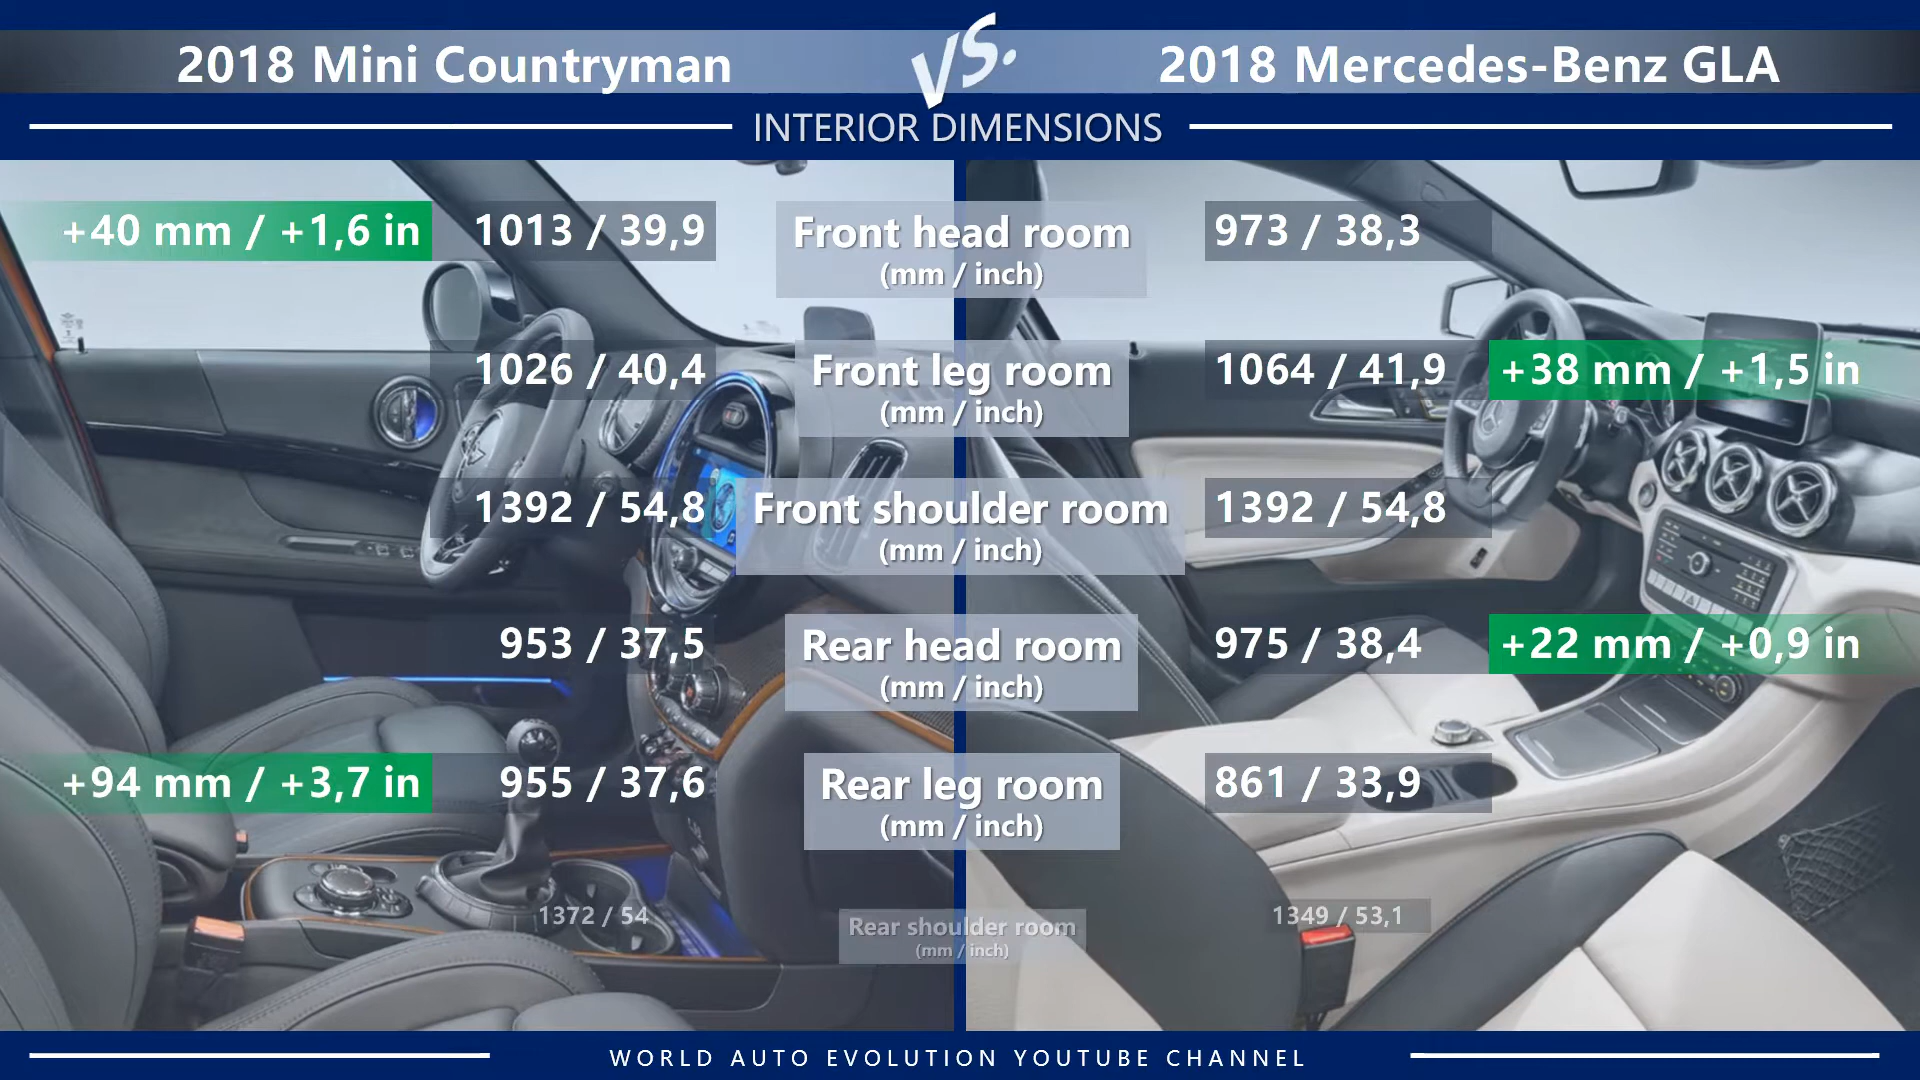 2018 Mini Countryman VS. 2018 Mercedes-Benz GLA
INTERIOR DIMENSIONS
+40 mm / +1,6 in 1013 / 39,9 Front head room 973 / 38,3
(mm / inch)
1026 / 40,4 Front leg room 1064 / 41,9 +38 mm / +1,5 in
(mm / inch)
1392 / 54,8 Front shoulder room 1392 / 54,8
(mm / inch)
953 / 37,5 Rear head room 975 / 38,4 +22 mm / +0,9 in
(mm / inch)
+94 mm / +3,7 in 955 / 37,6 Rear leg room 861 / 33,9
(mm / inch)
1372 / 54 Rear shoulder room 1349 / 53,1
(mm / inch)
WORLD AUTO EVOLUTION YOUTUBE CHANNEL